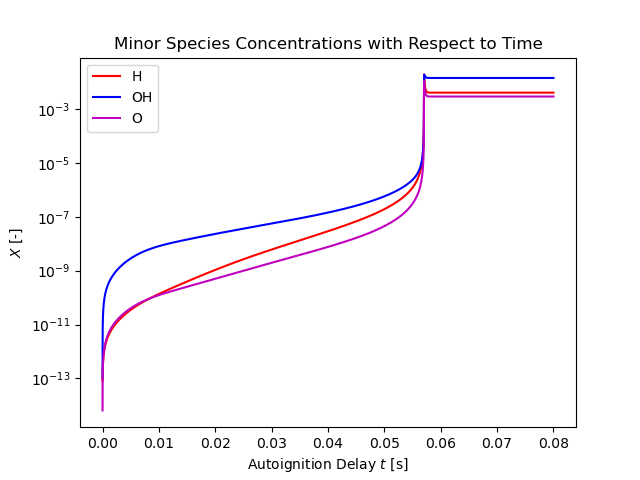 Minor Species Concentrations with Respect to Time
H
OH
O
10⁻³
10⁻⁵
10⁻⁷
10⁻⁹
10⁻¹¹
10⁻¹³
X [-]
0.00 0.01 0.02 0.03 0.04 0.05 0.06 0.07 0.08
Autoignition Delay t [s]